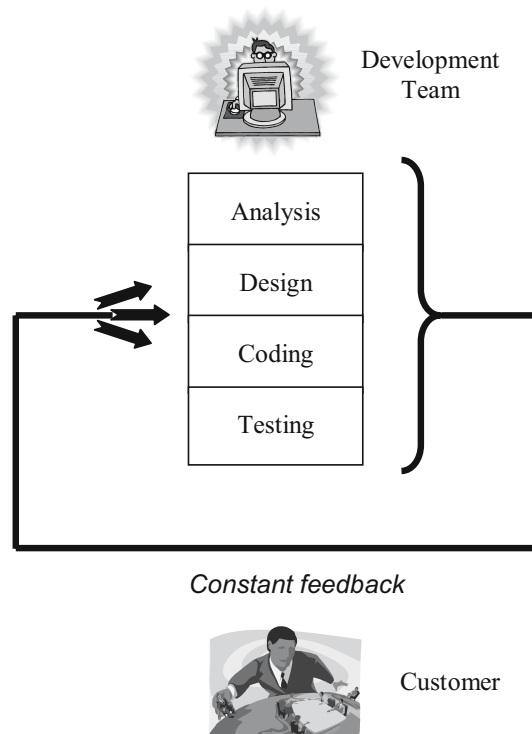 Development
Team
Analysis
Design
Coding
Testing
Constant feedback
Customer